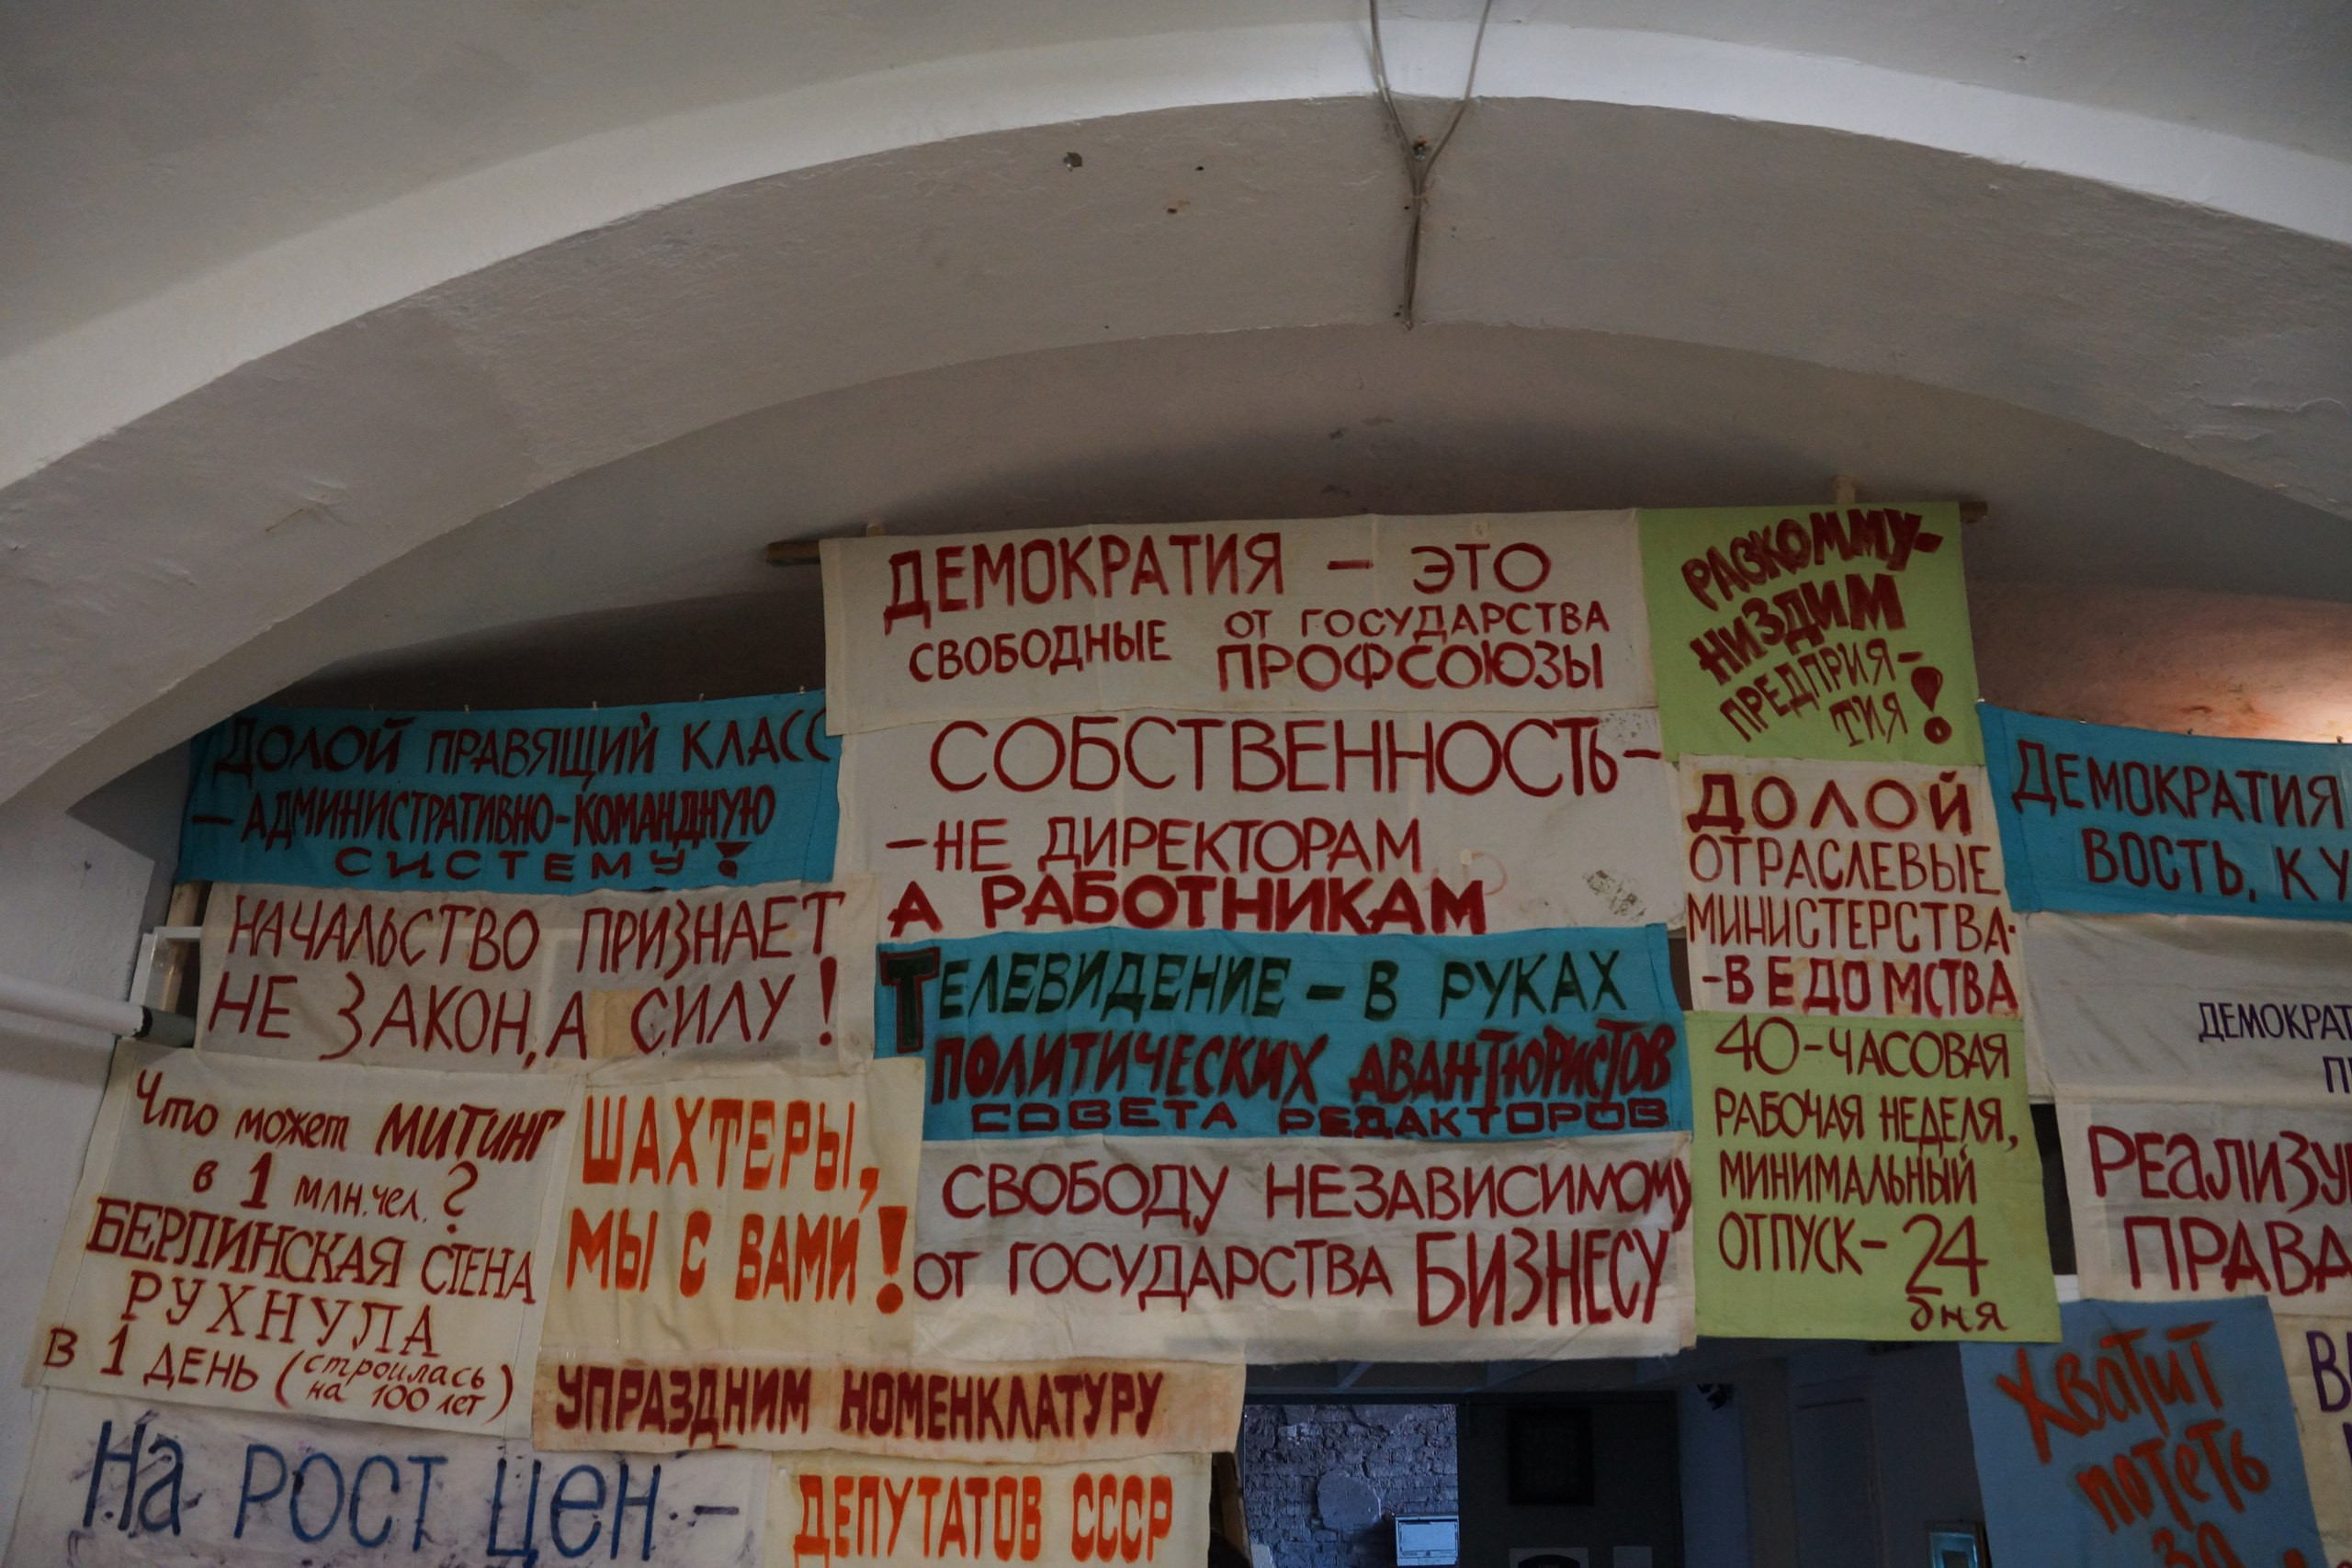 ДЕМОКРАТИЯ – ЭТО
СВОБОДНЫЕ ОТ ГОСУДАРСТВА
ПРОФСОЮЗЫ
РАЗКОММУ-
НИЗДИМ
ПРЕДПРИЯ-
ТИЯ!
ДОЛОЙ ПРАВЯЩИЙ КЛАСС
– АДМИНИСТРАТИВНО-КОМАНДНУЮ
СИСТЕМУ!
СОБСТВЕННОСТЬ –
– НЕ ДИРЕКТОРАМ
А РАБОТНИКАМ
ДОЛОЙ
ОТРАСЛЕВЫЕ
МИНИСТЕРСТВА-
-ВЕДОМСТВА
ДЕМОКРАТИЯ
ВОСТЬ, КУ
НАЧАЛЬСТВО ПРИЗНАЕТ
НЕ ЗАКОН, А СИЛУ!
ТЕЛЕВИДЕНИЕ – В РУКАХ
ПОЛИТИЧЕСКИХ АВАНТЮРИСТОВ
СОВЕТА РЕДАКТОРОВ
40-ЧАСОВАЯ
РАБОЧАЯ НЕДЕЛЯ,
МИНИМАЛЬНЫЙ
ОТПУСК – 24
дня
ДЕМОКРАТ
Что может МИТИНГ
в 1 млн. чел.?
БЕРЛИНСКАЯ СТЕНА
РУХНУЛА
В 1 ДЕНЬ (строилась
на 100 лет)
ШАХТЕРЫ,
МЫ С ВАМИ!
СВОБОДУ НЕЗАВИСИМОМУ
ОТ ГОСУДАРСТВА БИЗНЕСУ
РЕАЛИЗУ
ПРАВА
УПРАЗДНИМ НОМЕНКЛАТУРУ
Хватит
потеть
за
На РОСТ ЦЕН –
ДЕПУТАТОВ СССР